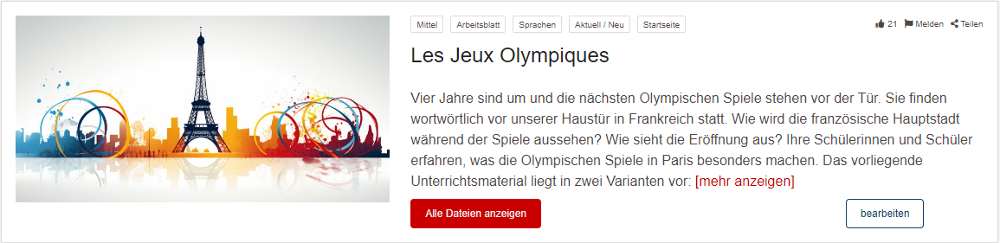 Mittel Arbeitsblatt Sprachen Aktuell / Neu Startseite 21 Melden Teilen
Les Jeux Olympiques
Vier Jahre sind um und die nächsten Olympischen Spiele stehen vor der Tür. Sie finden
wortwörtlich vor unserer Haustür in Frankreich statt. Wie wird die französische Hauptstadt
während der Spiele aussehen? Wie sieht die Eröffnung aus? Ihre Schülerinnen und Schüler
erfahren, was die Olympischen Spiele in Paris besonders machen. Das vorliegende
Unterrichtsmaterial liegt in zwei Varianten vor: [mehr anzeigen]
Alle Dateien anzeigen bearbeiten